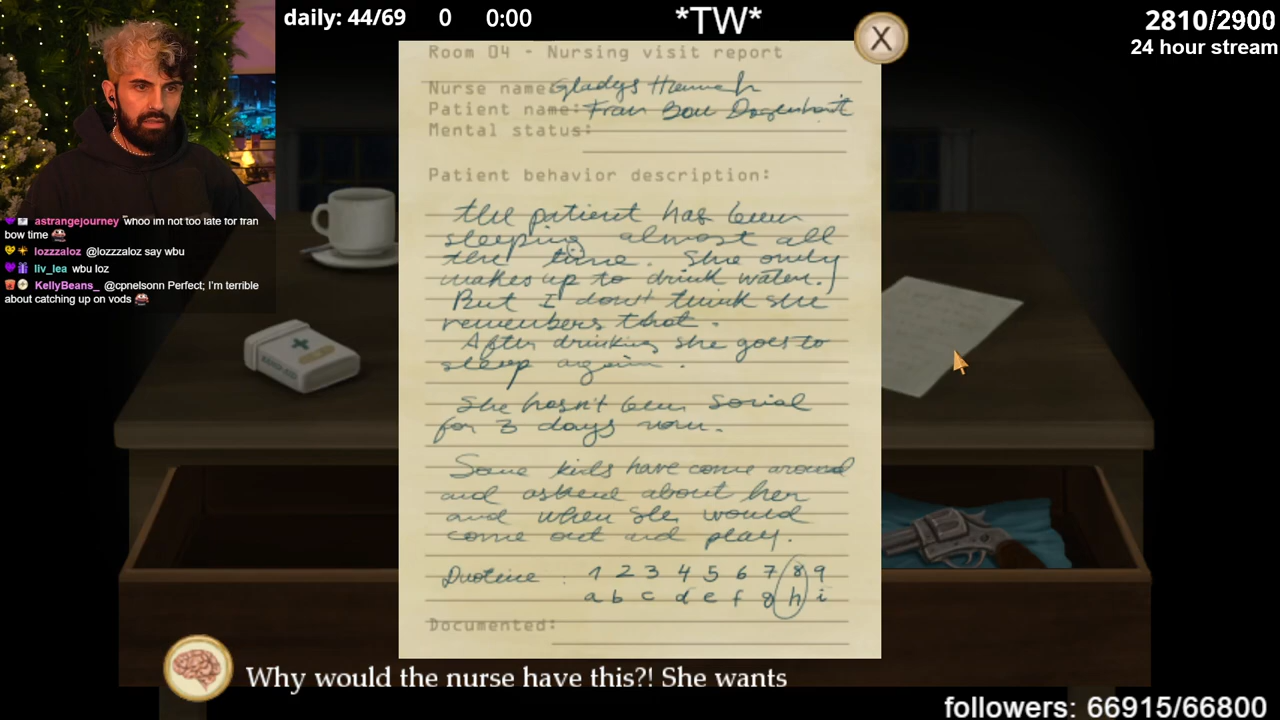 daily: 44/69 0 0:00 *TW* 2810/2900
24 hour stream
X
Room 04 - Nursing visit report
Nurse name: Gladys
Patient name: Fran Bow Dagenhart
Mental status:
Patient behavior description:
the patient has been
sleeping almost all
the time. She only
wakes up to drink water.
But I don't think she
remembers that.
After drinking she goes to
sleep again.
She hasn't been social
for 3 days now.
Some kids have come around
and asked about her
and when she would
come out and play.
Duotine : 1 2 3 4 5 6 7 8 9
a b c d e f g h i
Documented:
astrangejourney whoo im not too late for fran
bow time
lozzzaloz @lozzzaloz say wbu
liv_lea wbu loz
KellyBeans_ @cpnelsonn Perfect; I'm terrible
about catching up on vods
Why would the nurse have this?! She wants
followers: 66915/66800